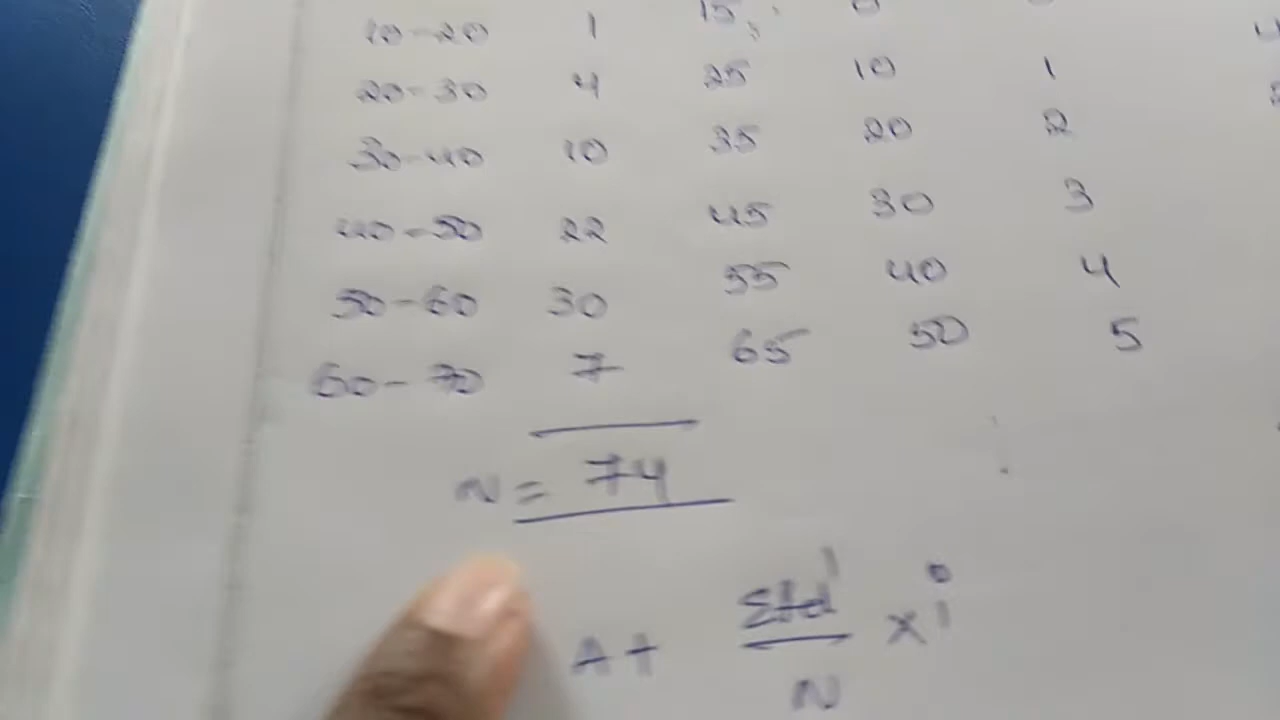 10-20 1 15 0
20-30 4 25 10 1
30-40 10 35 20 2
40-50 22 45 30 3
50-60 30 55 40 4
60-70 7 65 50 5
N = 74
A + Σfd' × i
N